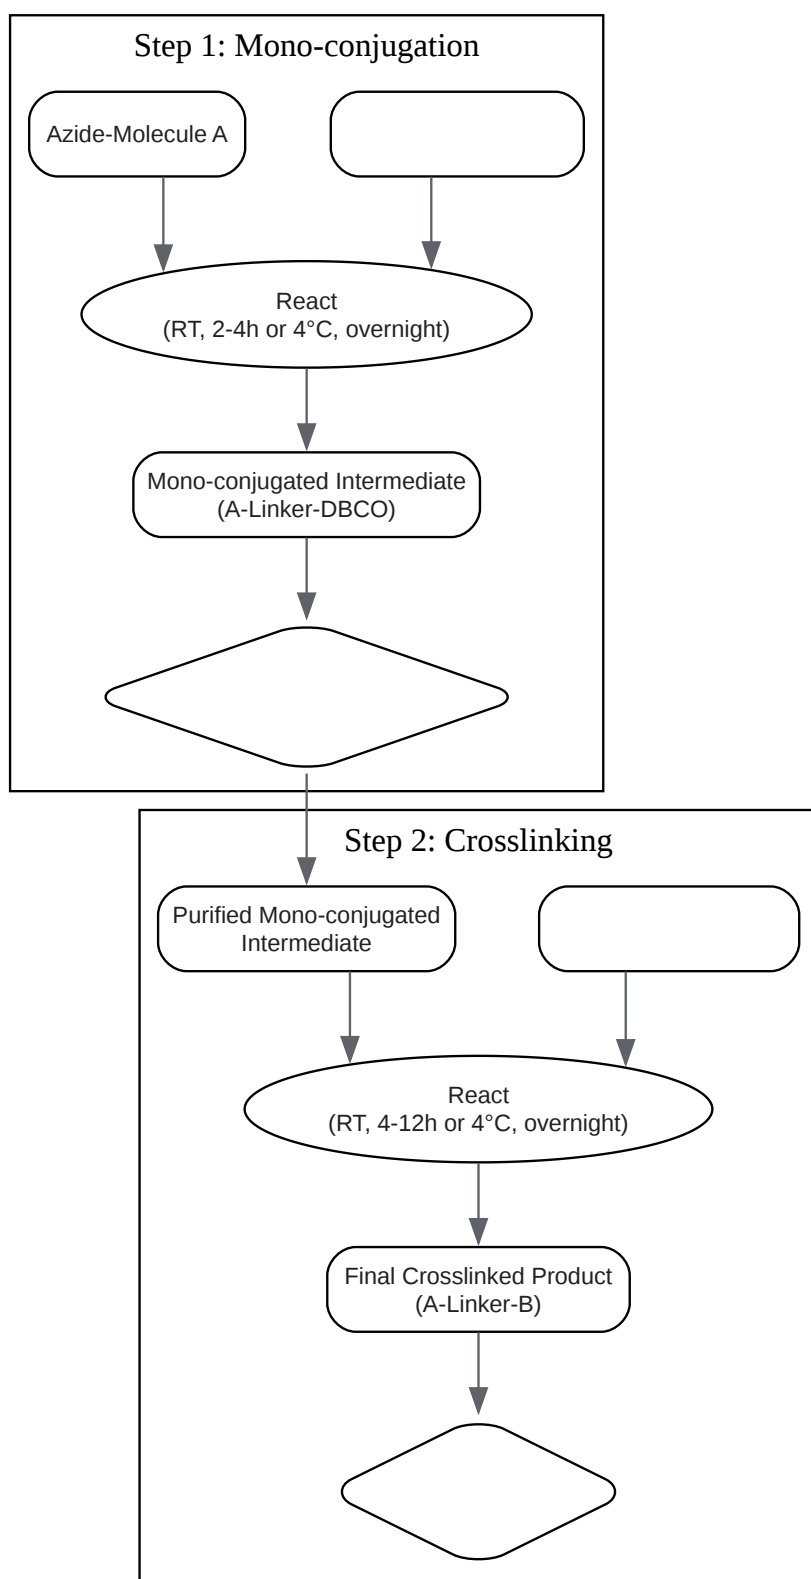 Step 1: Mono-conjugation
Azide-Molecule A
React
(RT, 2-4h or 4°C, overnight)
Mono-conjugated Intermediate
(A-Linker-DBCO)
Step 2: Crosslinking
Purified Mono-conjugated
Intermediate
React
(RT, 4-12h or 4°C, overnight)
Final Crosslinked Product
(A-Linker-B)